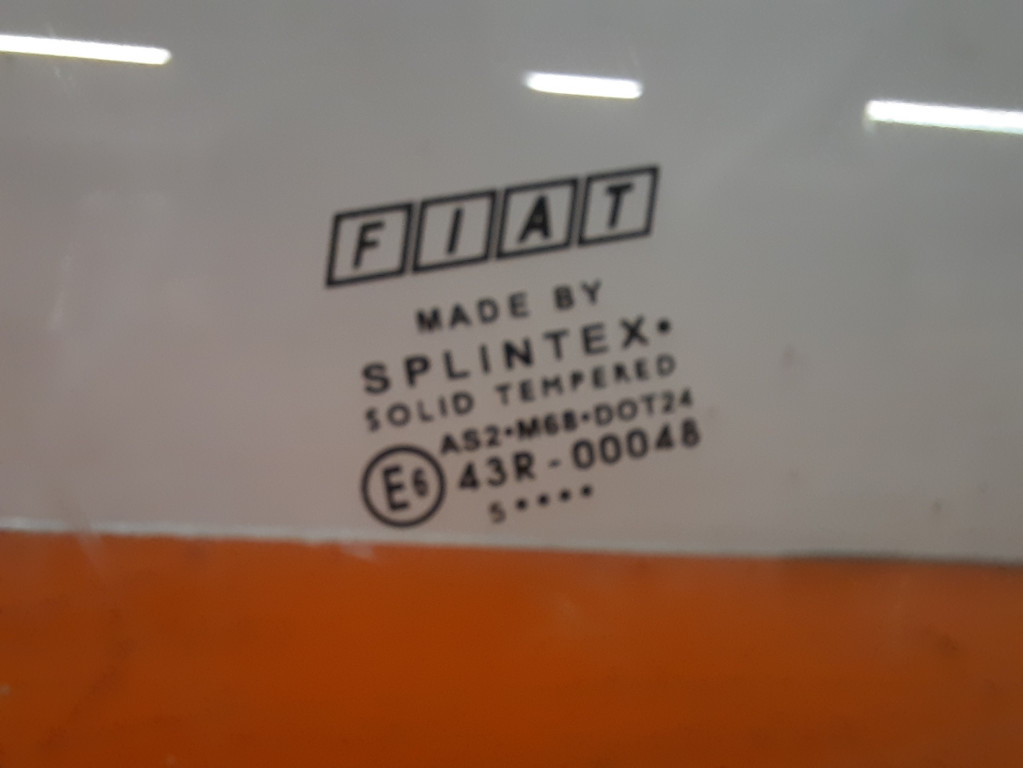 FIAT
MADE BY
SPLINTEX•
SOLID TEMPERED
AS2•M68•DOT24
E6 43R-00048
5••••